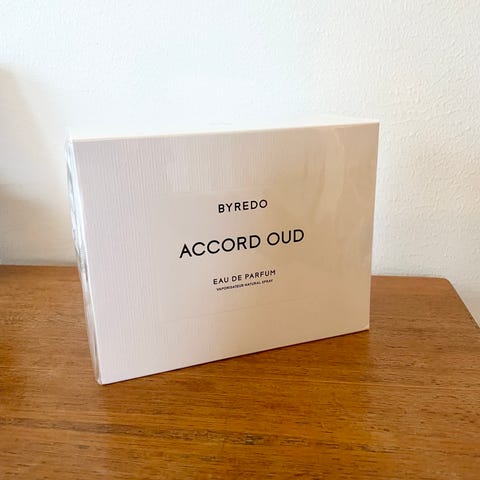 BYREDO
ACCORD OUD
EAU DE PARFUM
VAPORISATEUR NATURAL SPRAY